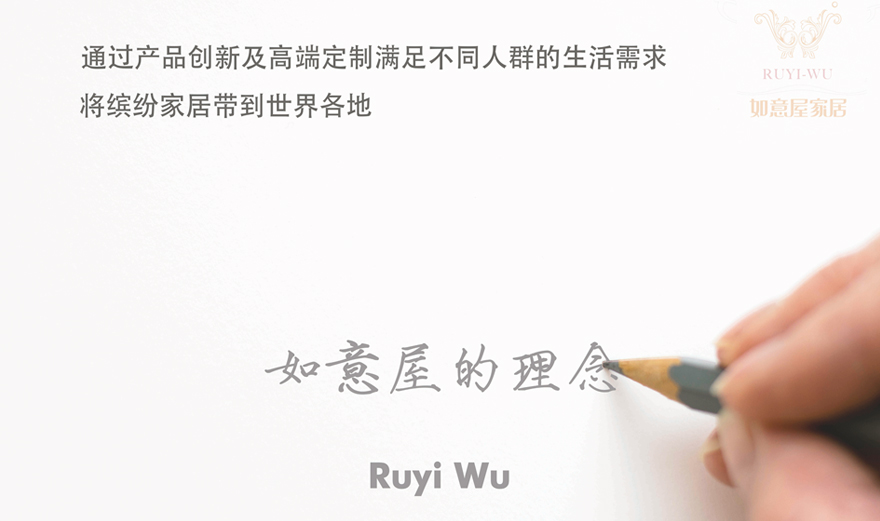 通过产品创新及高端定制满足不同人群的生活需求
将缤纷家居带到世界各地
RUYI-WU
如意屋家居
如意屋的理念
Ruyi Wu